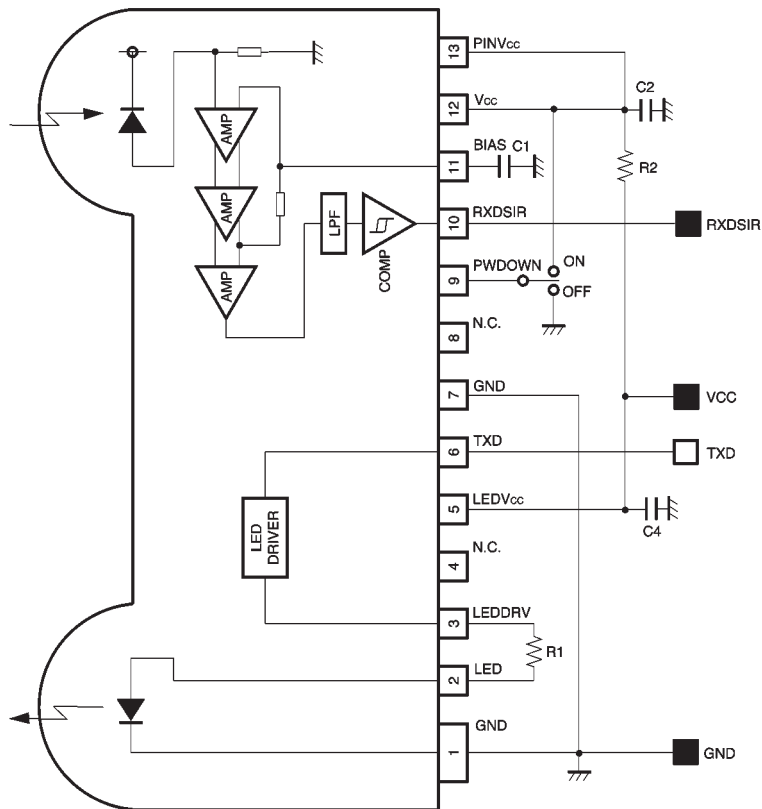 13 PINVcc
C2
12 Vcc
AMP
BIAS C1
11
R2
AMP
LPF
COMP
10 RXDSIR
RXDSIR
AMP
9 PWDOWN
ON
OFF
8 N.C.
7 GND
VCC
6 TXD
TXD
LED DRIVER
5 LEDVcc
C4
4 N.C.
3 LEDDRV
R1
2 LED
GND
1
GND